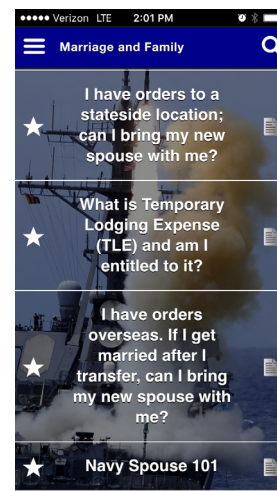 Verizon LTE 2:01 PM
Marriage and Family
I have orders to a
stateside location;
can I bring my new
spouse with me?
What is Temporary
Lodging Expense
(TLE) and am I
entitled to it?
I have orders
overseas. If I get
married after I
transfer, can I bring
my new spouse with
me?
Navy Spouse 101